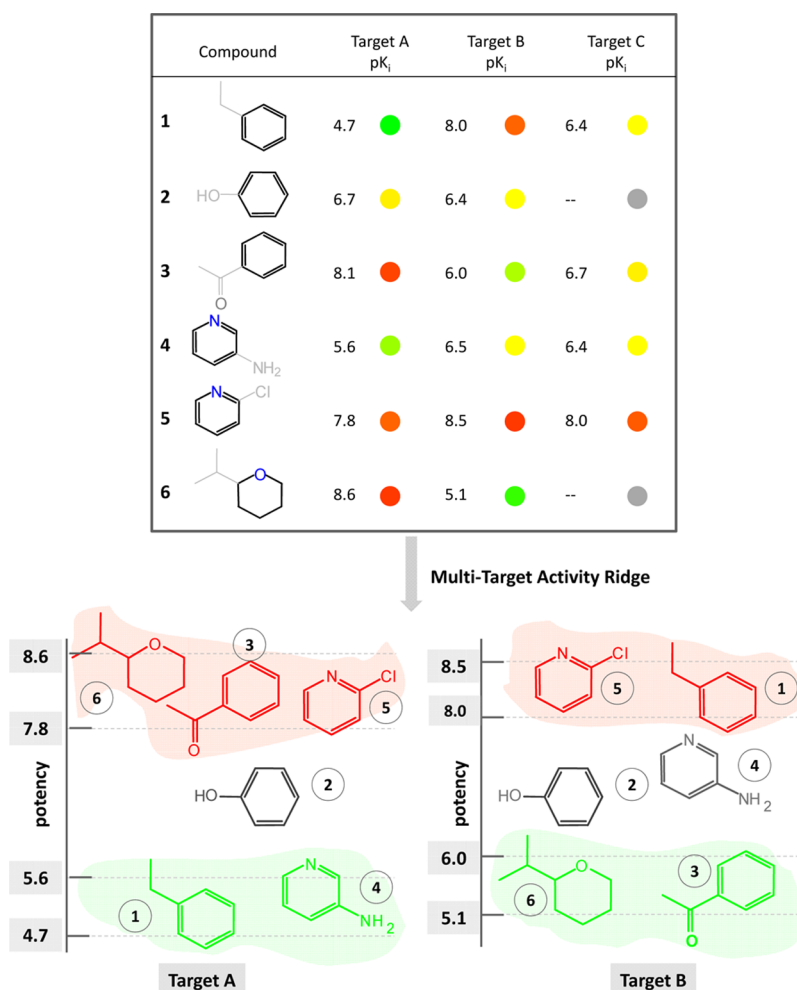 Compound Target A pKi Target B pKi Target C pKi
1 4.7 8.0 6.4
2 HO 6.7 6.4 --
3 O 8.1 6.0 6.7
4 N NH2 5.6 6.5 6.4
5 N Cl 7.8 8.5 8.0
6 O 8.6 5.1 --
Multi-Target Activity Ridge
potency
8.6
7.8
5.6
4.7
O
6
3
O
N
Cl
5
HO
2
1
N
NH2
4
Target A
potency
8.5
8.0
6.0
5.1
N
Cl
5
1
HO
2
N
NH2
4
O
6
3
O
Target B